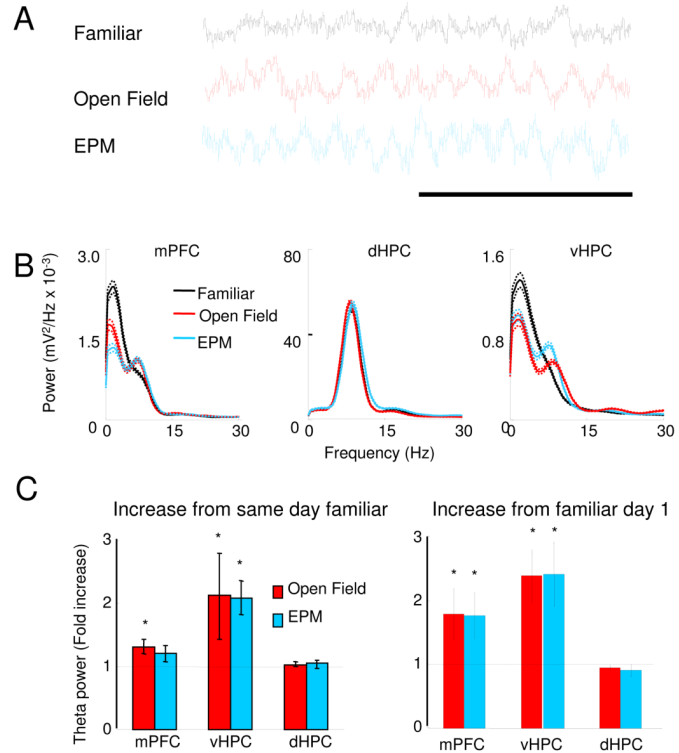 A
Familiar
Open Field
EPM
B
mPFC
dHPC
vHPC
Power (mV²/Hz x 10⁻³)
3.0
1.5
0
0
15
30
Familiar
Open Field
EPM
80
40
0
0
15
30
1.6
0.8
0
0
15
30
Frequency (Hz)
C
Increase from same day familiar
Increase from familiar day 1
Theta power (Fold increase)
3
2
1
0
* * * 
Open Field
EPM
mPFC
vHPC
dHPC
3
2
1
0
* * * *
mPFC
vHPC
dHPC